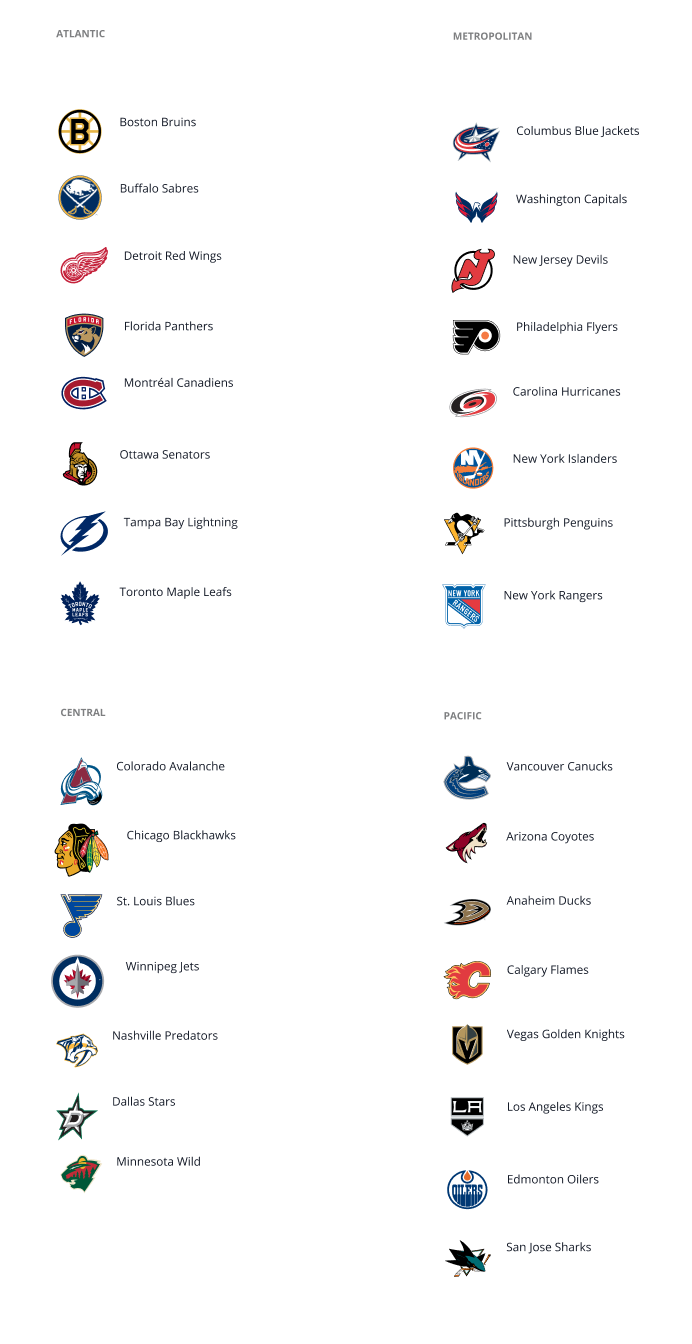 ATLANTIC
B
Boston Bruins
Buffalo Sabres
Detroit Red Wings
FLORIDA
Florida Panthers
Montréal Canadiens
Ottawa Senators
Tampa Bay Lightning
TORONTO
MAPLE
LEAFS
Toronto Maple Leafs
METROPOLITAN
Columbus Blue Jackets
Washington Capitals
New Jersey Devils
Philadelphia Flyers
Carolina Hurricanes
NY
ISLANDERS
New York Islanders
Pittsburgh Penguins
NEW YORK
RANGERS
New York Rangers
CENTRAL
Colorado Avalanche
Chicago Blackhawks
St. Louis Blues
Winnipeg Jets
Nashville Predators
D
Dallas Stars
Minnesota Wild
PACIFIC
Vancouver Canucks
Arizona Coyotes
Anaheim Ducks
C
Calgary Flames
Vegas Golden Knights
LA
Los Angeles Kings
OILERS
Edmonton Oilers
San Jose Sharks